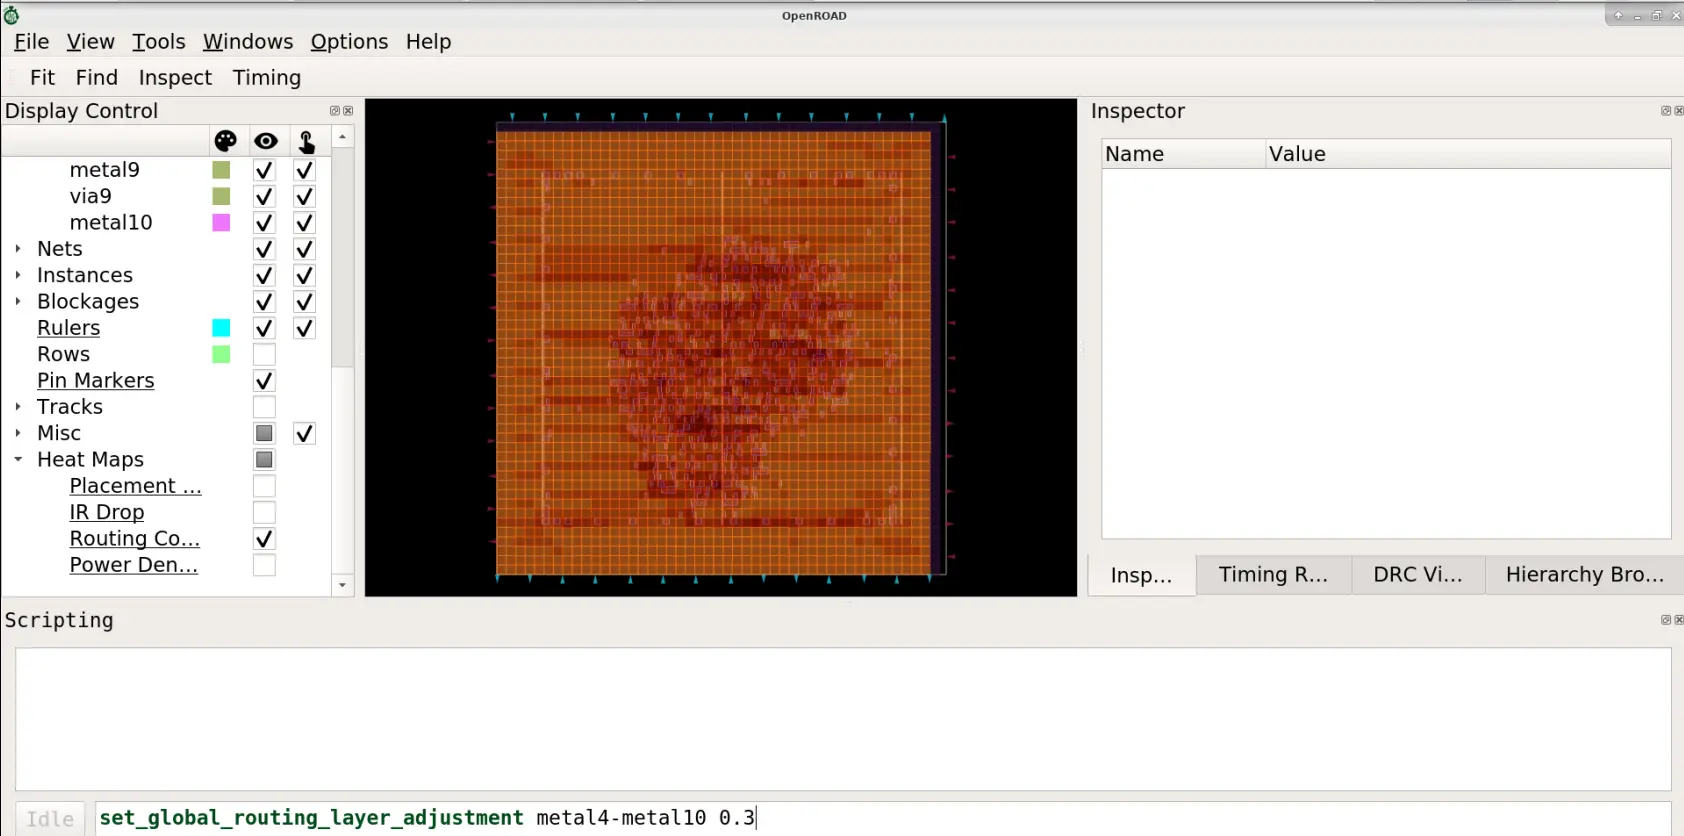 OpenROAD
File View Tools Windows Options Help
Fit Find Inspect Timing
Display Control
metal9
via9
metal10
Nets
Instances
Blockages
Rulers
Rows
Pin Markers
Tracks
Misc
Heat Maps
Placement ...
IR Drop
Routing Co...
Power Den...
Inspector
Name Value
Insp... Timing R... DRC Vi... Hierarchy Bro...
Scripting
Idle set_global_routing_layer_adjustment metal4-metal10 0.3